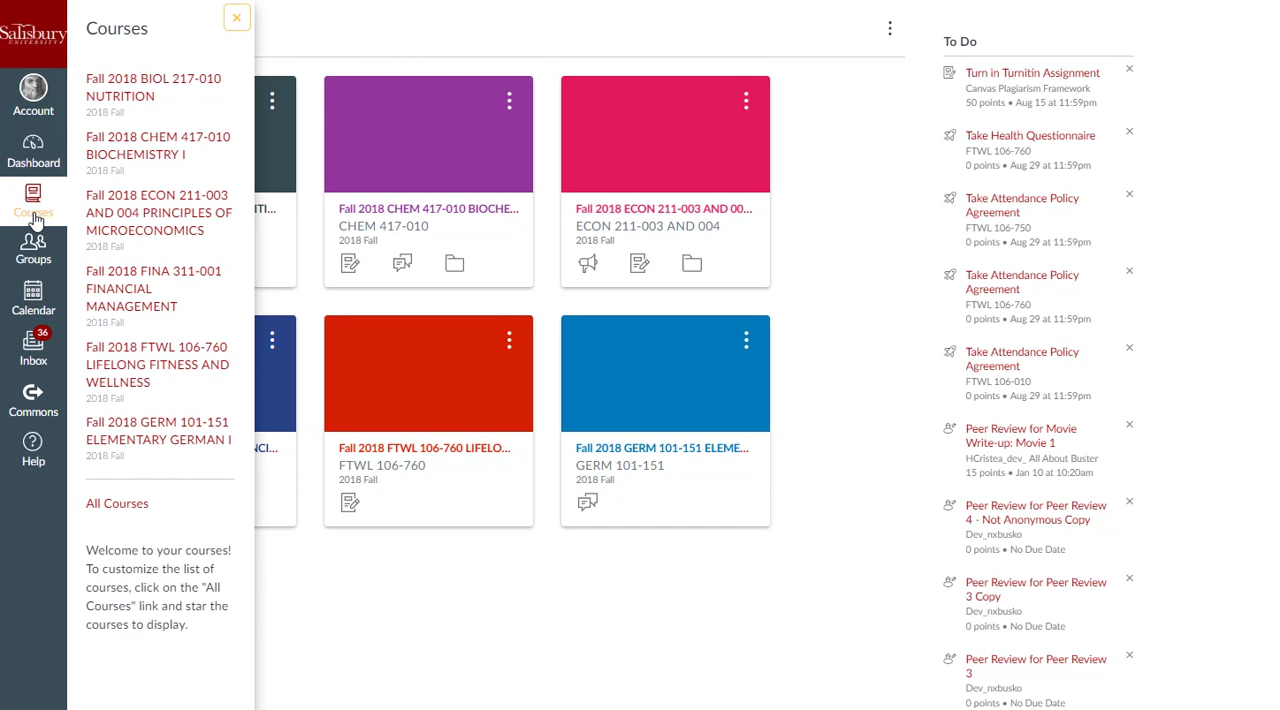 Salisbury
UNIVERSITY
Account
Dashboard
Courses
Groups
Calendar
36
Inbox
Commons
Help
Courses
×
Fall 2018 BIOL 217-010
NUTRITION
2018 Fall
Fall 2018 CHEM 417-010
BIOCHEMISTRY I
2018 Fall
Fall 2018 ECON 211-003
AND 004 PRINCIPLES OF
MICROECONOMICS
2018 Fall
Fall 2018 FINA 311-001
FINANCIAL
MANAGEMENT
2018 Fall
Fall 2018 FTWL 106-760
LIFELONG FITNESS AND
WELLNESS
2018 Fall
Fall 2018 GERM 101-151
ELEMENTARY GERMAN I
2018 Fall
All Courses
Welcome to your courses!
To customize the list of
courses, click on the "All
Courses" link and star the
courses to display.
ITI...
Fall 2018 CHEM 417-010 BIOCHE...
CHEM 417-010
2018 Fall
Fall 2018 ECON 211-003 AND 00...
ECON 211-003 AND 004
2018 Fall
NCI...
Fall 2018 FTWL 106-760 LIFELO...
FTWL 106-760
2018 Fall
Fall 2018 GERM 101-151 ELEME...
GERM 101-151
2018 Fall
To Do
Turn in Turnitin Assignment
Canvas Plagiarism Framework
50 points • Aug 15 at 11:59pm
Take Health Questionnaire
FTWL 106-760
0 points • Aug 29 at 11:59pm
Take Attendance Policy
Agreement
FTWL 106-750
0 points • Aug 29 at 11:59pm
Take Attendance Policy
Agreement
FTWL 106-760
0 points • Aug 29 at 11:59pm
Take Attendance Policy
Agreement
FTWL 106-010
0 points • Aug 29 at 11:59pm
Peer Review for Movie
Write-up: Movie 1
HCristea_dev_ All About Buster
15 points • Jan 10 at 10:20am
Peer Review for Peer Review
4 - Not Anonymous Copy
Dev_nxbusko
0 points • No Due Date
Peer Review for Peer Review
3 Copy
Dev_nxbusko
0 points • No Due Date
Peer Review for Peer Review
3
Dev_nxbusko
0 points • No Due Date